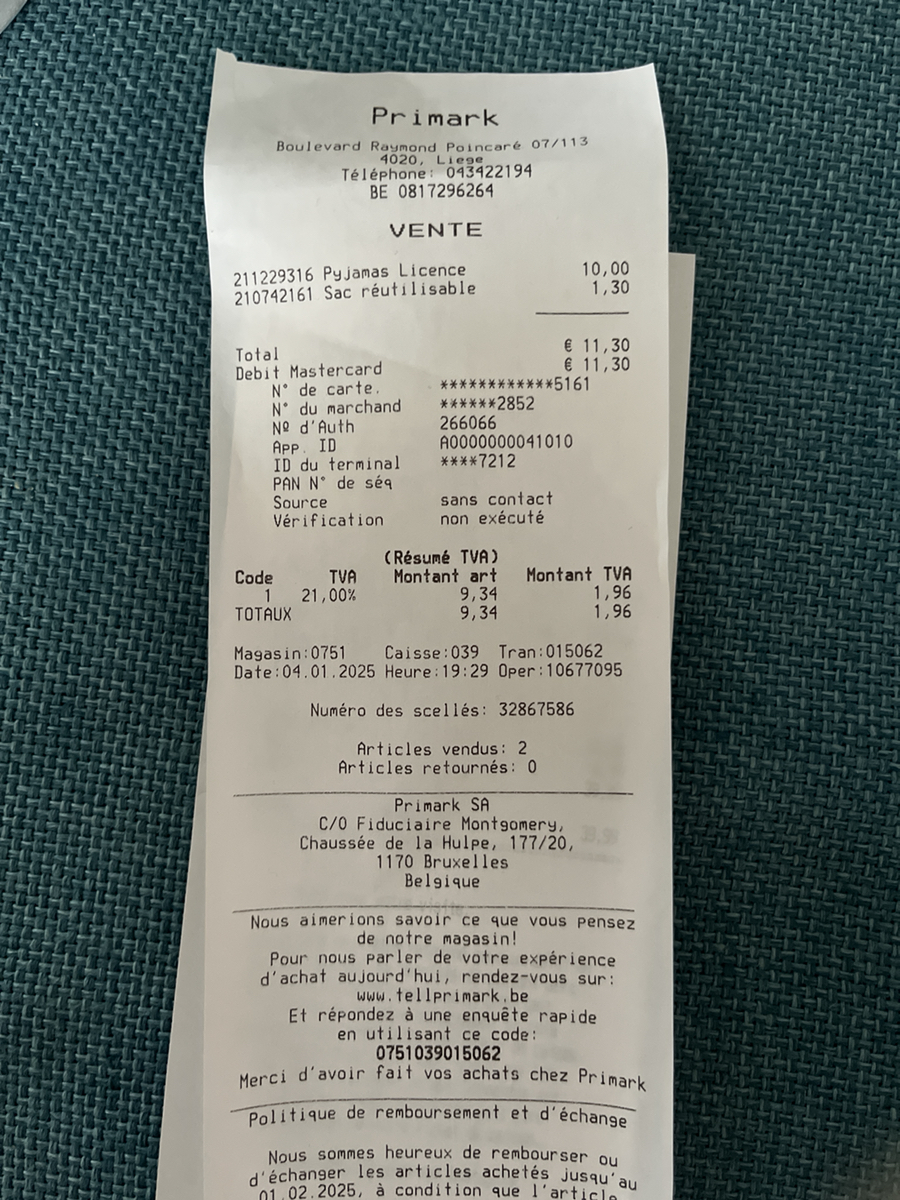 Primark
Boulevard Raymond Poincaré 07/113
4020, Liege
Téléphone: 043422194
BE 0817296264
VENTE
211229316 Pyjamas Licence 10,00
210742161 Sac réutilisable 1,30
Total € 11,30
Debit Mastercard € 11,30
N° de carte. ************5161
N° du marchand ******2852
Nº d'Auth 266066
App. ID A0000000041010
ID du terminal ****7212
PAN N° de séq
Source sans contact
Vérification non exécuté
(Résumé TVA)
Code TVA Montant art Montant TVA
1 21,00% 9,34 1,96
TOTAUX 9,34 1,96
Magasin:0751 Caisse:039 Tran:015062
Date:04.01.2025 Heure:19:29 Oper:10677095
Numéro des scellés: 32867586
Articles vendus: 2
Articles retournés: 0
Primark SA
C/O Fiduciaire Montgomery,
Chaussée de la Hulpe, 177/20,
1170 Bruxelles
Belgique
Nous aimerions savoir ce que vous pensez
de notre magasin!
Pour nous parler de votre expérience
d'achat aujourd'hui, rendez-vous sur:
www.tellprimark.be
Et répondez à une enquête rapide
en utilisant ce code:
0751039015062
Merci d'avoir fait vos achats chez Primark
Politique de remboursement et d'échange
Nous sommes heureux de rembourser ou
d'échanger les articles achetés jusqu'au
01.02.2025, à condition que l'article